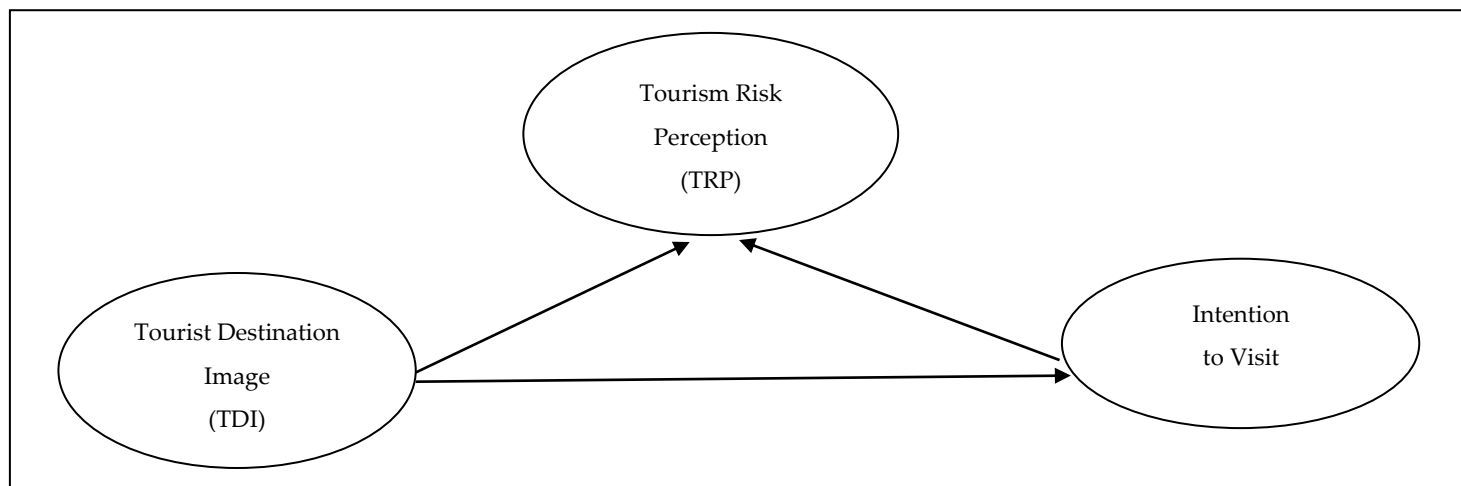 Tourism Risk
Perception
(TRP)
Tourist Destination
Image
(TDI)
Intention
to Visit